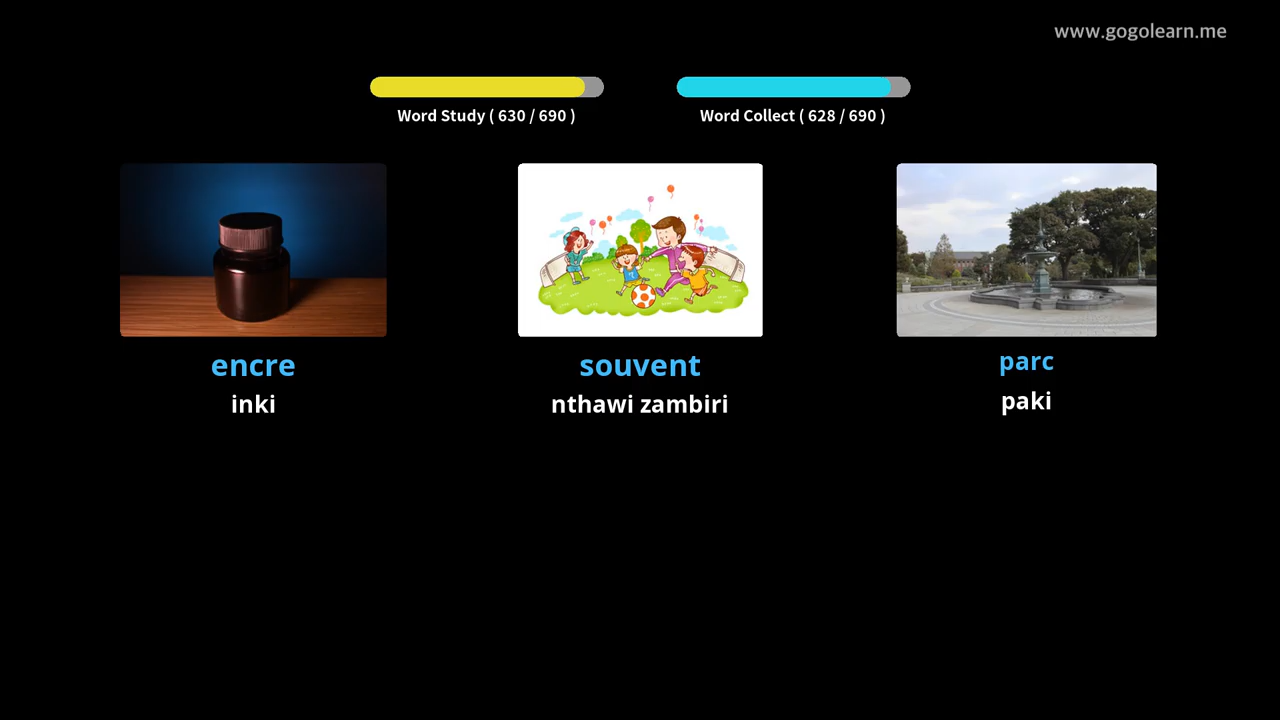 www.gogolearn.me
Word Study ( 630 / 690 )
Word Collect ( 628 / 690 )
encre
inki
souvent
nthawi zambiri
parc
paki